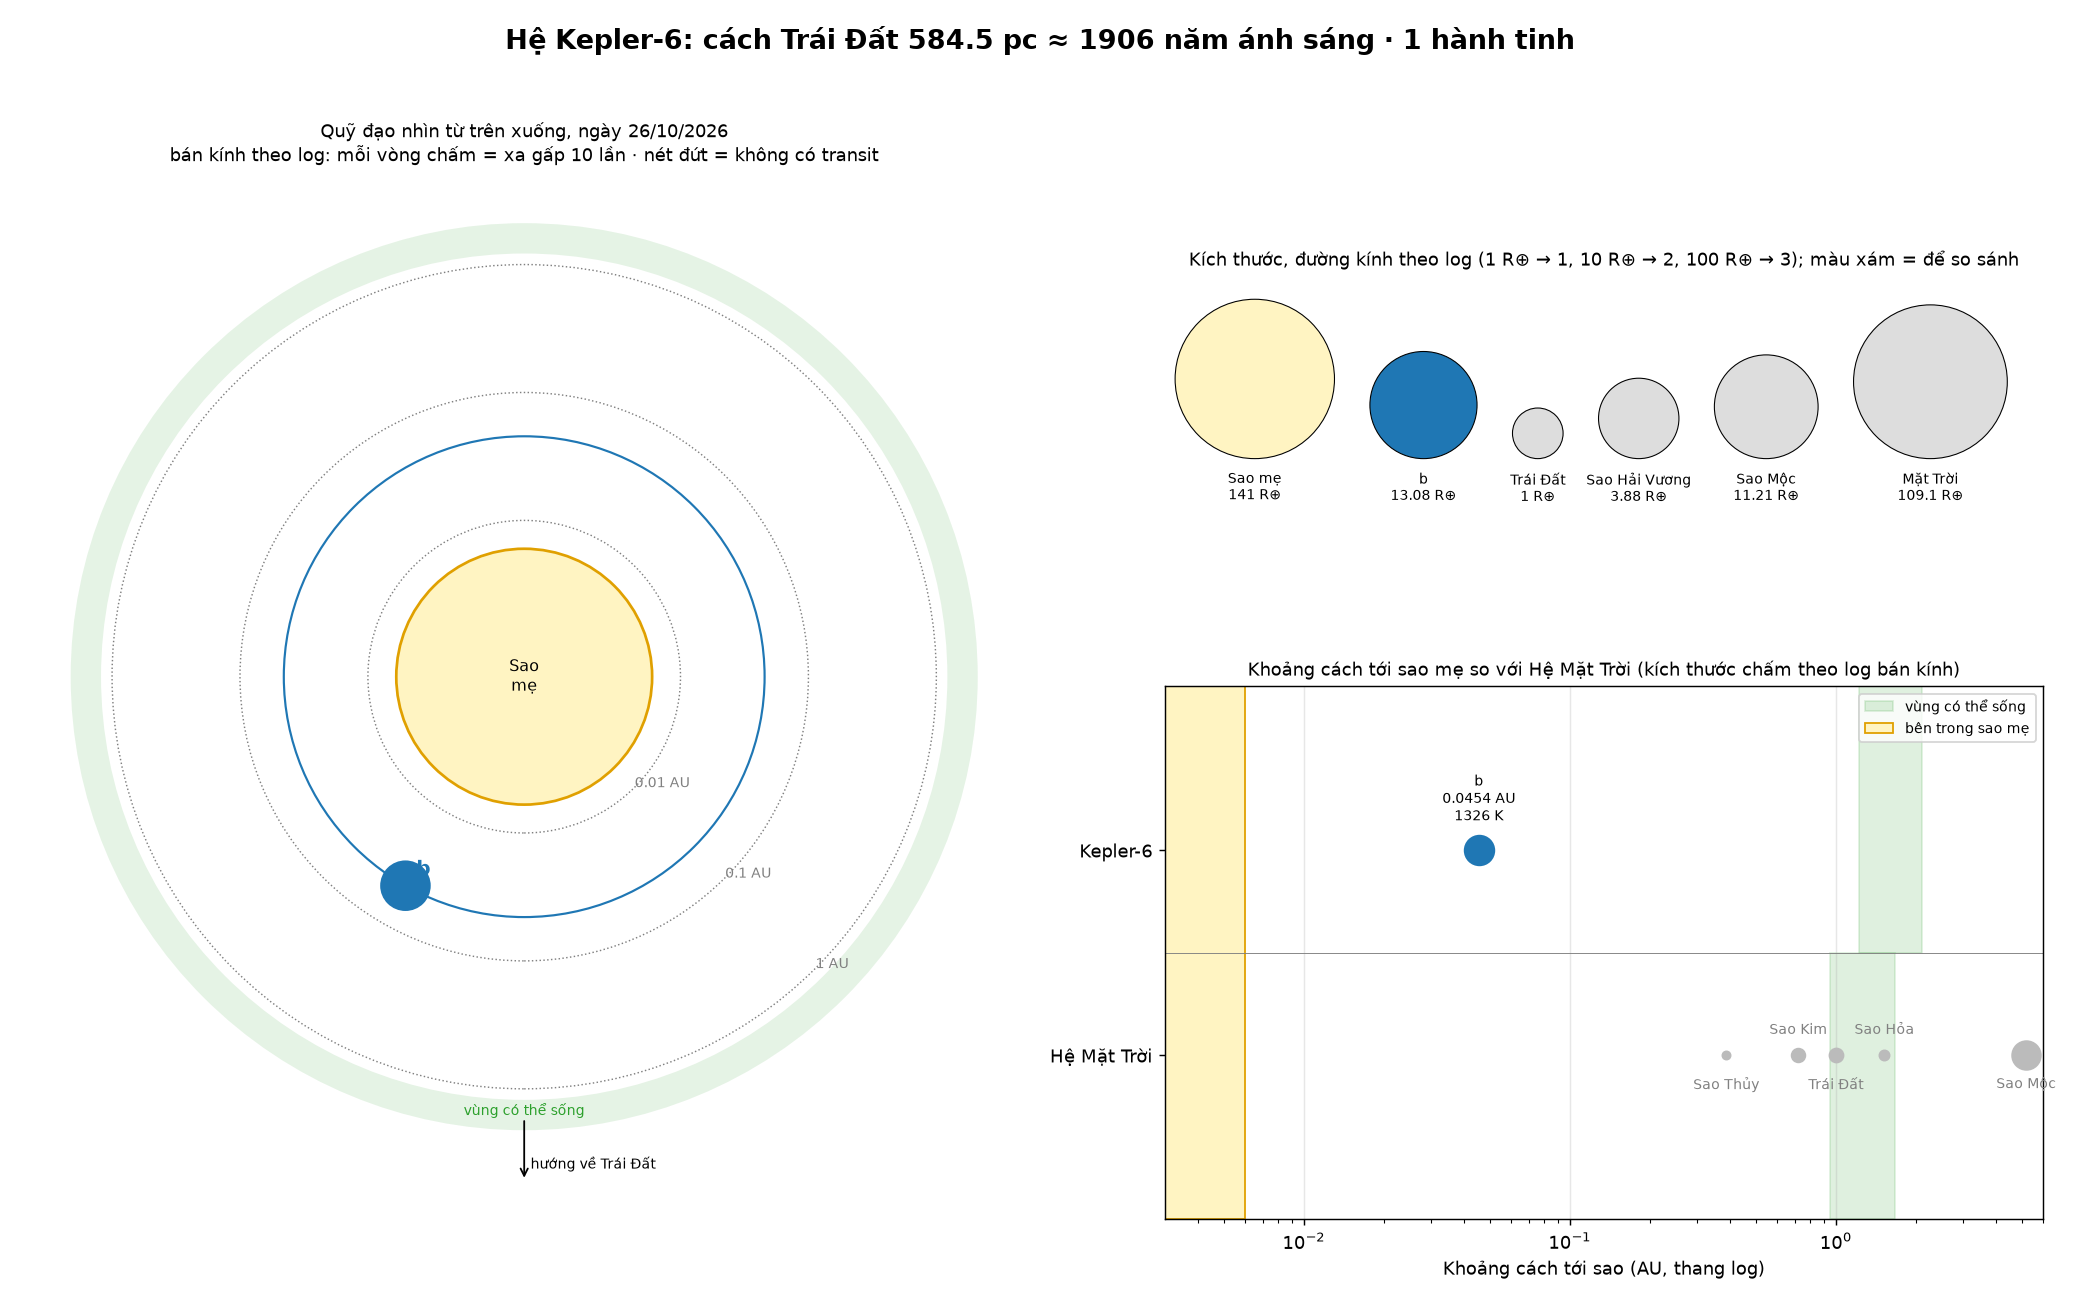 Hệ Kepler-6: cách Trái Đất 584.5 pc ≈ 1906 năm ánh sáng · 1 hành tinh
Quỹ đạo nhìn từ trên xuống, ngày 26/10/2026
bán kính theo log: mỗi vòng chấm = xa gấp 10 lần · nét đứt = không có transit
Sao
mẹ
0.01 AU
b
0.1 AU
1 AU
vùng có thể sống
hướng về Trái Đất
Kích thước, đường kính theo log (1 R⊕ → 1, 10 R⊕ → 2, 100 R⊕ → 3); màu xám = để so sánh
Sao mẹ
141 R⊕
b
13.08 R⊕
Trái Đất
1 R⊕
Sao Hải Vương
3.88 R⊕
Sao Mộc
11.21 R⊕
Mặt Trời
109.1 R⊕
Khoảng cách tới sao mẹ so với Hệ Mặt Trời (kích thước chấm theo log bán kính)
vùng có thể sống
bên trong sao mẹ
b
0.0454 AU
1326 K
Kepler-6
Hệ Mặt Trời
Sao Kim
Sao Hỏa
Sao Thủy
Trái Đất
Sao Mộc
10⁻²
10⁻¹
10⁰
Khoảng cách tới sao (AU, thang log)